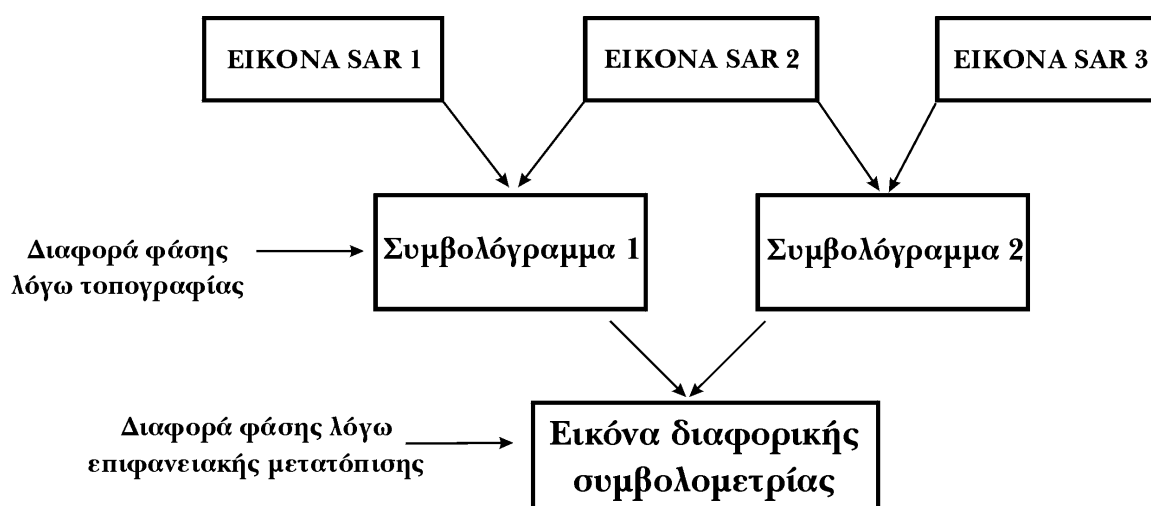 ΕΙΚΟΝΑ SAR 1
ΕΙΚΟΝΑ SAR 2
ΕΙΚΟΝΑ SAR 3
Διαφορά φάσης
λόγω τοπογραφίας
Συμβολόγραμμα 1
Συμβολόγραμμα 2
Διαφορά φάσης λόγω
επιφανειακής μετατόπισης
Εικόνα διαφορικής
συμβολομετρίας